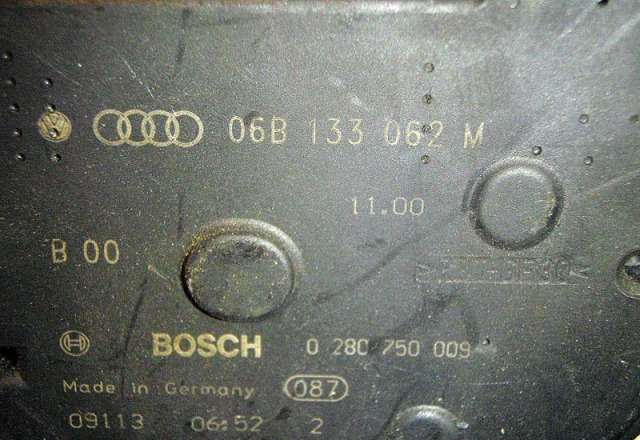 06B 133 062 M
11.00
B 00
BOSCH 0 280 750 009
Made in Germany 087
09113 06:52 2